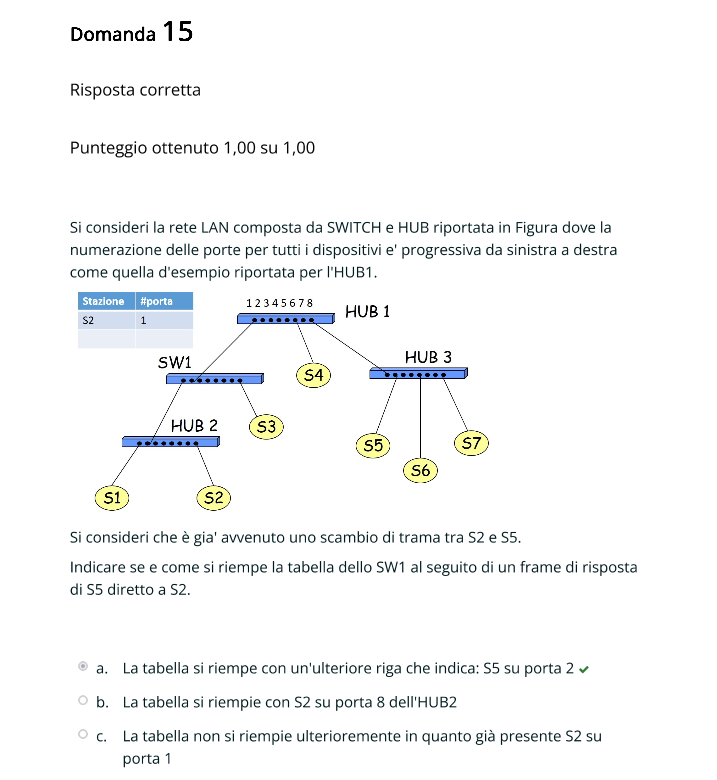 Domanda 15
Risposta corretta
Punteggio ottenuto 1,00 su 1,00
Si consideri la rete LAN composta da SWITCH e HUB riportata in Figura dove la
numerazione delle porte per tutti i dispositivi e' progressiva da sinistra a destra
come quella d'esempio riportata per l'HUB1.
Stazione #porta
S2 1
1 2 3 4 5 6 7 8
HUB 1
SW1
HUB 3
S4
HUB 2
S3
S5
S7
S6
S1
S2
Si consideri che è gia' avvenuto uno scambio di trama tra S2 e S5.
Indicare se e come si riempe la tabella dello SW1 al seguito di un frame di risposta
di S5 diretto a S2.
a. La tabella si riempe con un'ulteriore riga che indica: S5 su porta 2 ✔
b. La tabella si riempie con S2 su porta 8 dell'HUB2
c. La tabella non si riempie ulterioremente in quanto già presente S2 su
porta 1